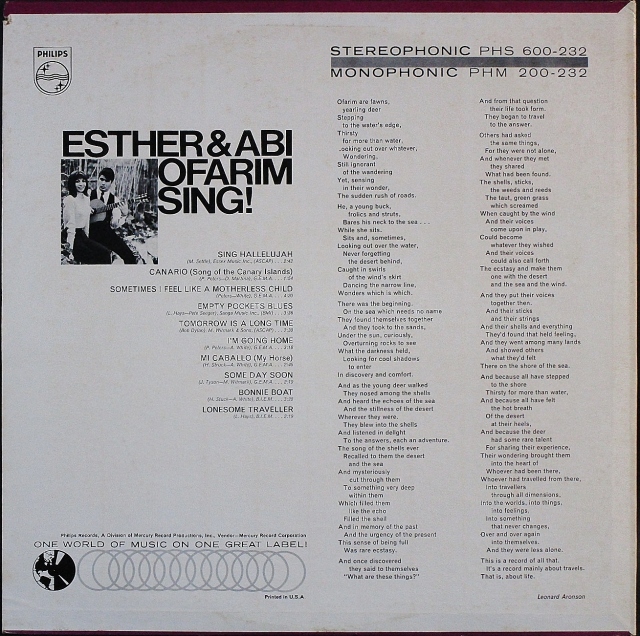 PHILIPS
STEREOPHONIC PHS 600-232
MONOPHONIC PHM 200-232
ESTHER & ABI
OFARIM
SING!
SING HALLELUJAH
CANARIO (Song of the Canary Islands)
SOMETIMES I FEEL LIKE A MOTHERLESS CHILD
EMPTY POCKETS BLUES
TOMORROW IS A LONG TIME
I'M GOING HOME
MI CABALLO (My Horse)
SOME DAY SOON
BONNIE BOAT
LONESOME TRAVELLER
Ofarim are fawns,
yearling deer
Stepping
to the water's edge,
Thirsty
for more than water,
Looking out over whatever,
Wondering,
Still ignorant
of the wandering
Yet, sensing
in their wonder,
The sudden rush of roads.
He, a young buck,
frolics and struts,
Bares his neck to the sea . . .
While she sits.
Sits and, sometimes,
Looking out over the water,
Never forgetting
the desert behind,
Caught in swirls
of the wind's skirt
Dancing the narrow line,
Wonders which is which.
There was the beginning.
On the sea which needs no name
They found themselves together
And they took to the sands,
Under the sun, curiously,
Overturning rocks to see
What the darkness held,
Looking for cool shadows
to enter
In discovery and comfort.
And as the young deer walked
They nosed among the shells
And heard the echoes of the sea
And the stillness of the desert
Wherever they were.
They blew into the shells
And listened in delight
To the answers, each an adventure.
The song of the shells ever
Recalled to them the desert
and the sea
And mysteriously
cut through them
To something very deep
within them
Which filled them
like the echo
Filled the shell
And in memory of the past
And the urgency of the present
This sense of being full
Was rare ecstasy.
And once discovered
they said to themselves
"What are these things?"
And from that question
their life took form.
They began to travel
to the answer.
Others had asked
the same things,
For they were not alone,
And whenever they met
they shared
What had been found.
The shells, sticks,
the weeds and reeds
The taut, green grass
which screamed
When caught by the wind
And their voices
come upon in play,
Could become
whatever they wished
And their voices
could also call forth
The ecstasy and make them
one with the desert
and the sea and the wind.
And they put their voices
together then.
And their sticks
and their strings
And their shells and everything
They'd found that held feeling,
And they went among many lands
And showed others
what they'd felt
There on the shore of the sea.
And because all have stepped
to the shore
Thirsty for more than water,
And because all have felt
the hot breath
Of the desert
at their heels,
And because the deer
had some rare talent
For sharing their experience,
Their wondering brought them
into the heart of
Whoever had been there,
Whoever had travelled from there,
Into travellers
through all dimensions,
Into the worlds, into things,
into feelings,
Into something
that never changes,
Over and over again
into themselves.
And they were less alone.
This is a record of all that.
It's a record mainly about travels.
That is, about life.
Leonard Aronson
Philips Records, A Division of Mercury Record Productions, Inc., Vendor—Mercury Record Corporation
ONE WORLD OF MUSIC ON ONE GREAT LABEL!
Printed in U.S.A